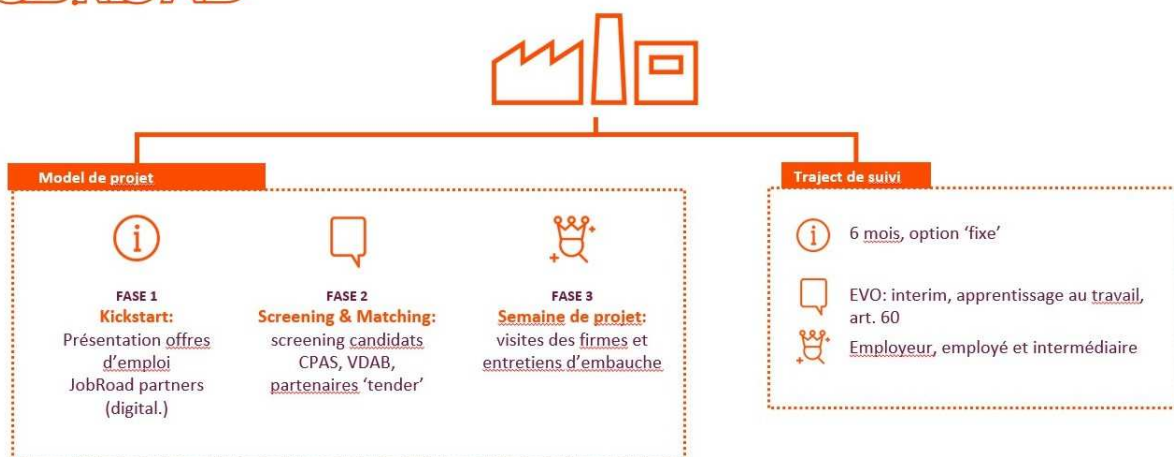 Model de projet
FASE 1
Kickstart:
Présentation offres
d'emploi
JobRoad partners
(digital.)
FASE 2
Screening & Matching:
screening candidats
CPAS, VDAB,
partenaires 'tender'
FASE 3
Semaine de projet:
visites des firmes et
entretiens d'embauche
Traject de suivi
6 mois, option 'fixe'
EVO: interim, apprentissage au travail,
art. 60
Employeur, employé et intermédiaire